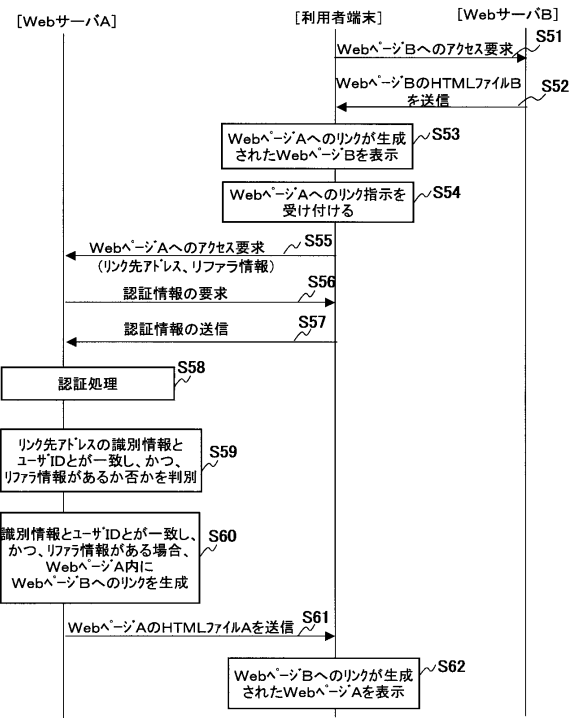 [WebサーバA]
[利用者端末]
[WebサーバB]
WebページBへのアクセス要求
S51
WebページBのHTMLファイルB
を送信
S52
WebページAへのリンクが生成
されたWebページBを表示
S53
WebページAへのリンク指示を
受け付ける
S54
WebページAへのアクセス要求
(リンク先アドレス、リファラ情報)
S55
認証情報の要求
S56
認証情報の送信
S57
認証処理
S58
リンク先アドレスの識別情報と
ユーザIDとが一致し、かつ、
リファラ情報があるか否かを判別
S59
識別情報とユーザIDとが一致し、
かつ、リファラ情報がある場合、
WebページA内に
WebページBへのリンクを生成
S60
WebページAのHTMLファイルAを送信
S61
WebページBへのリンクが生成
されたWebページAを表示
S62